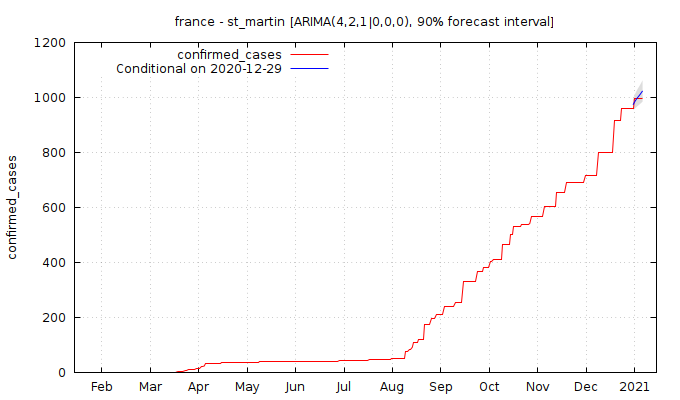 france - st_martin [ARIMA(4,2,1|0,0,0), 90% forecast interval]
confirmed_cases
Conditional on 2020-12-29
confirmed_cases
1200
1000
800
600
400
200
0
Feb Mar Apr May Jun Jul Aug Sep Oct Nov Dec 2021